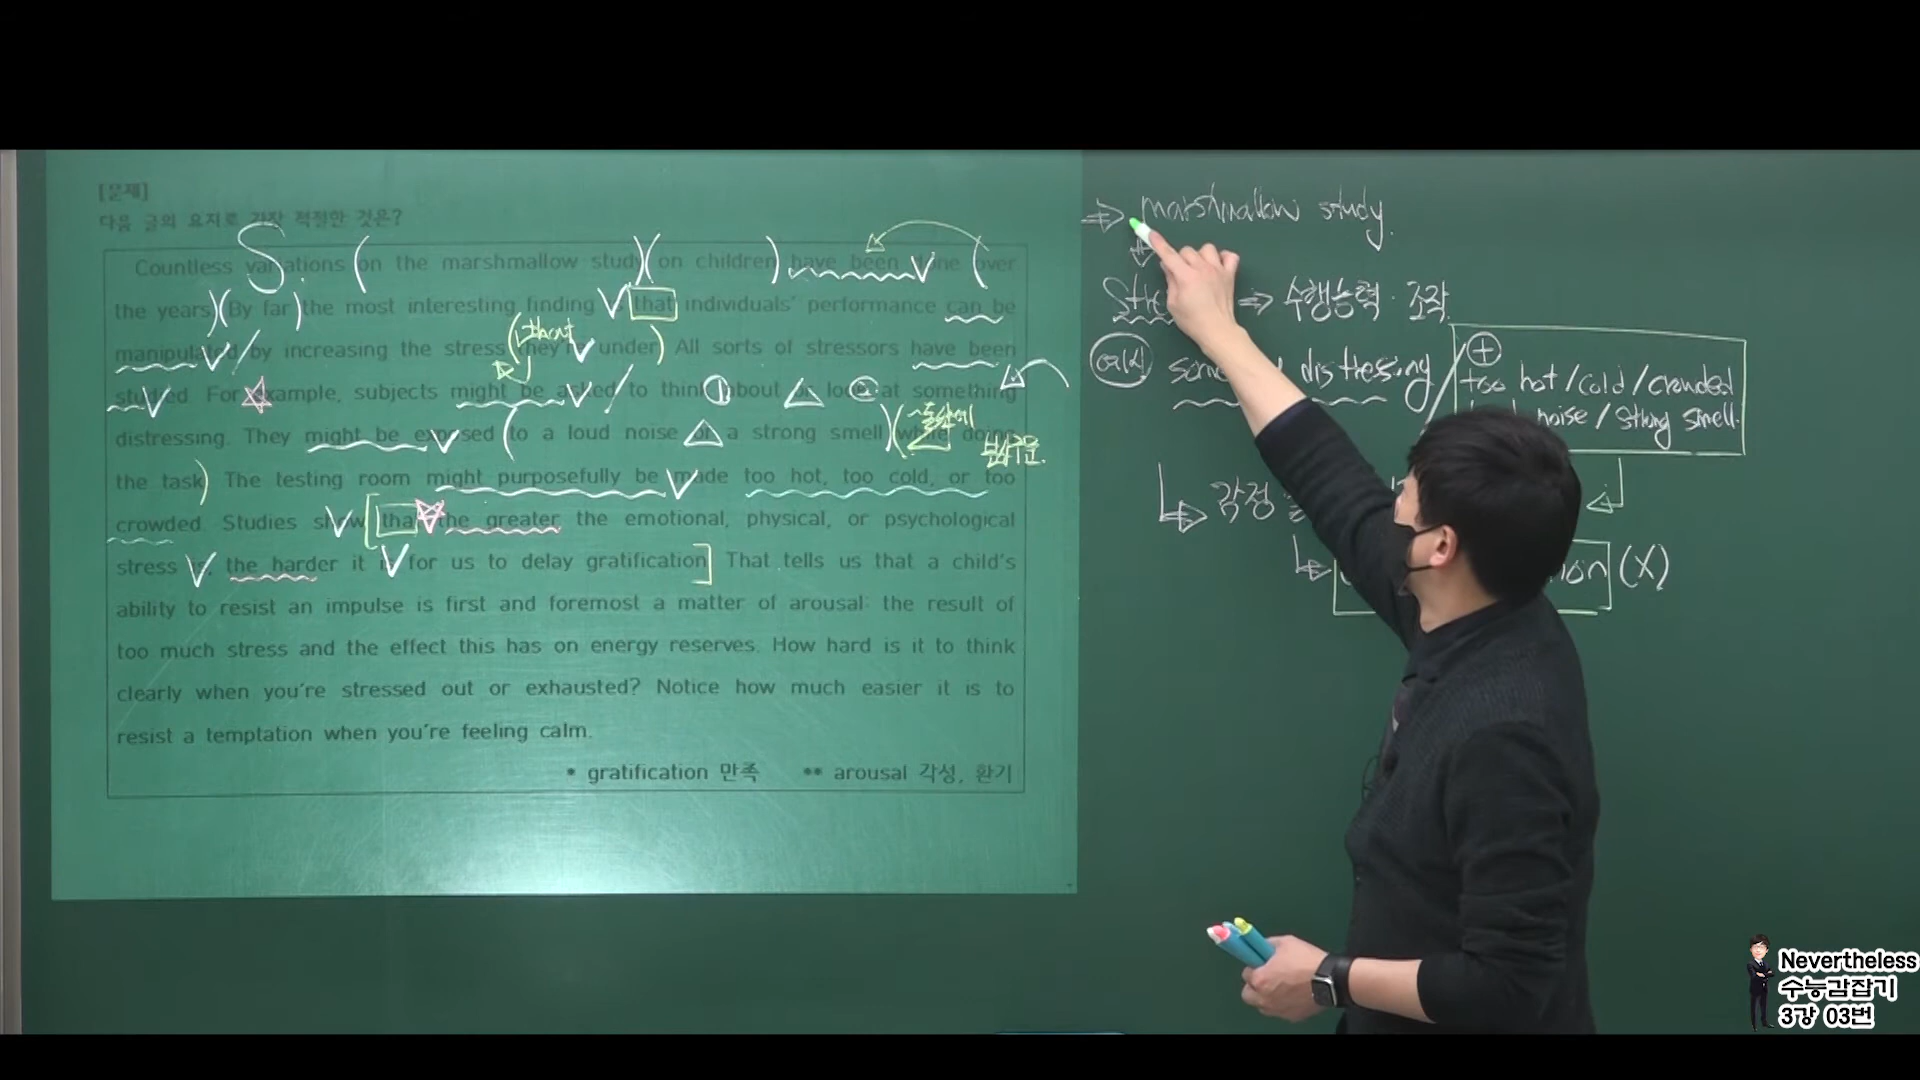 [문제]
다음 글의 요지로 가장 적절한 것은?
S.
Countless variations on the marshmallow study on children have been done over
the years. By far the most interesting finding is that individuals' performance can be
that
manipulated by increasing the stress they're under. All sorts of stressors have been
studied. For example, subjects might be asked to think about or look at something
~동안에
distressing. They might be exposed to a loud noise or a strong smell while doing
the task. The testing room might purposefully be made too hot, too cold, or too
crowded. Studies show that the greater the emotional, physical, or psychological
stress is, the harder it is for us to delay gratification. That tells us that a child's
ability to resist an impulse is first and foremost a matter of arousal: the result of
too much stress and the effect this has on energy reserves. How hard is it to think
clearly when you're stressed out or exhausted? Notice how much easier it is to
resist a temptation when you're feeling calm.
* gratification 만족 ** arousal 각성, 환기
⇒ marshmallow study.
⇒ 수행능력·조작
예시
distressing
⊕
too hot / cold / crowded
noise / strong smell.
(X)
Nevertheless
수능감잡기
3강 03번